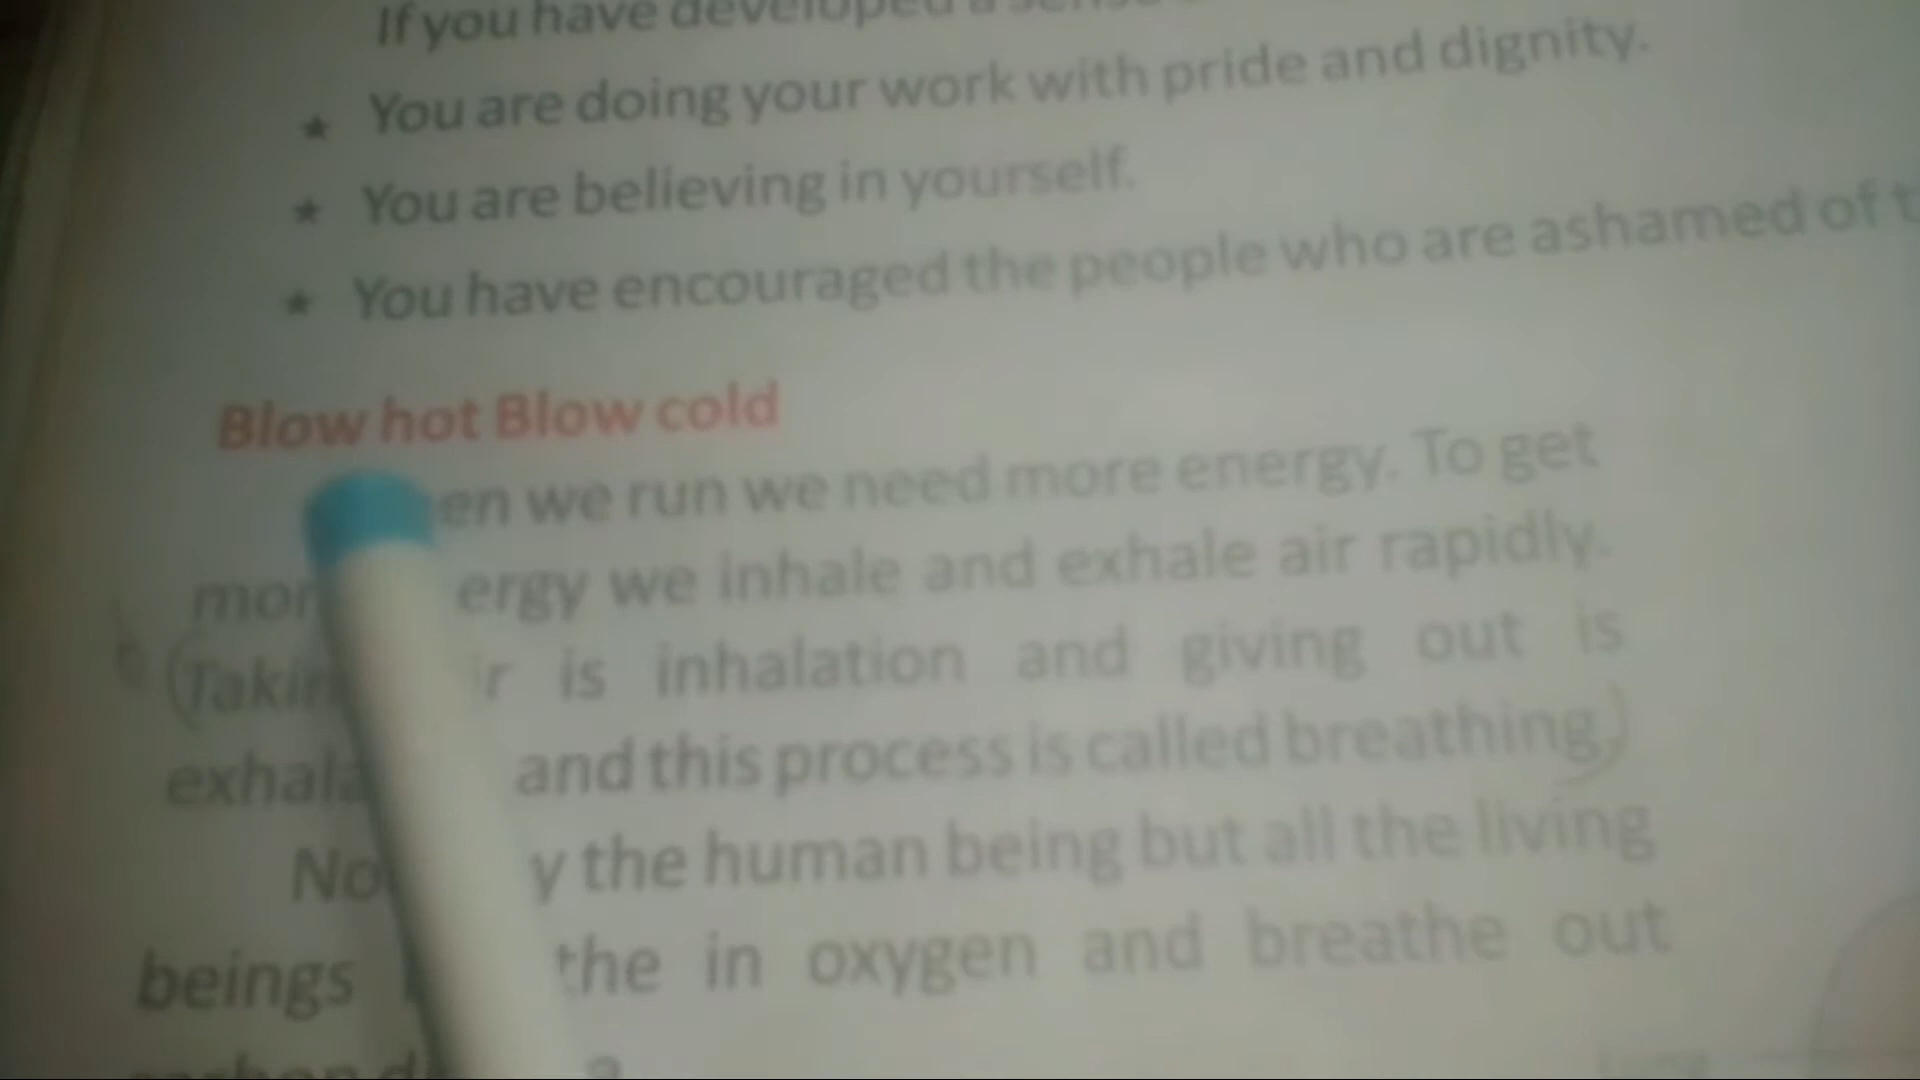 If you have developed a
★ You are doing your work with pride and dignity.
★ You are believing in yourself.
★ You have encouraged the people who are ashamed of
Blow hot Blow cold
en we run we need more energy. To get
mor ergy we inhale and exhale air rapidly.
(Takin r is inhalation and giving out is
exhala and this process is called breathing.)
No y the human being but all the living
beings the in oxygen and breathe out